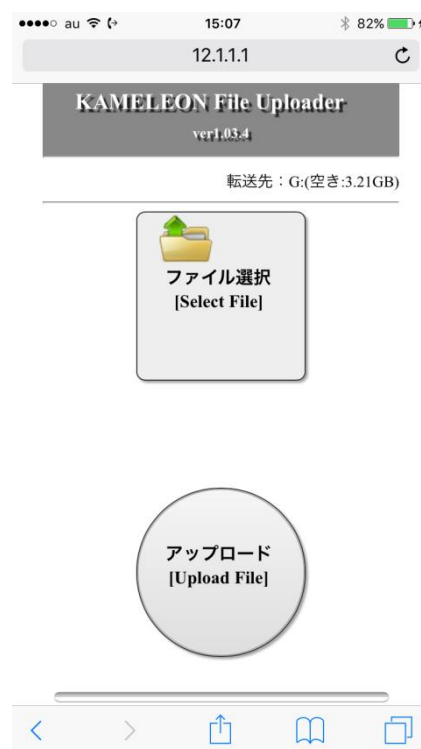 au 15:07 82%
12.1.1.1
KAMELEON File Uploader
ver1.03.4
転送先：G:(空き:3.21GB)
ファイル選択
[Select File]
アップロード
[Upload File]